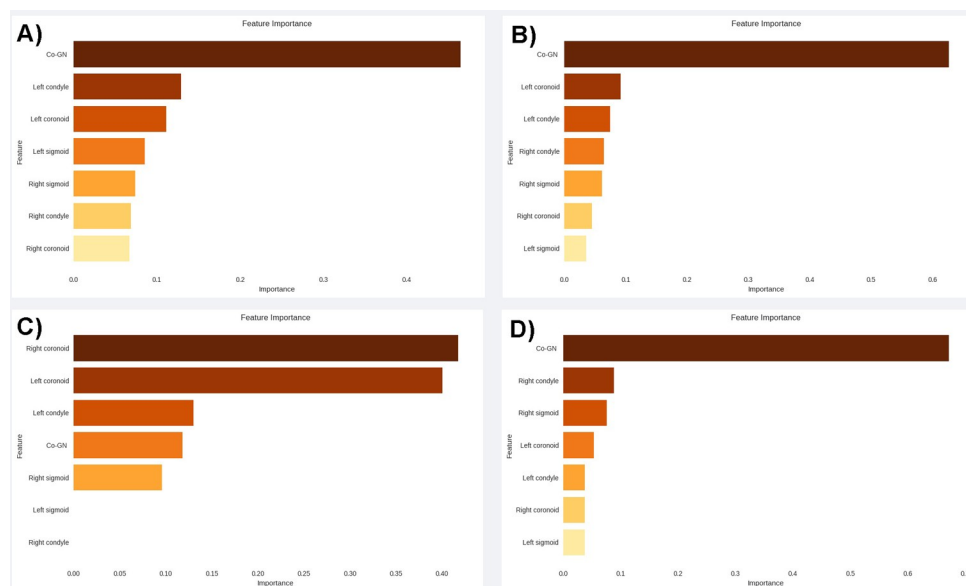 A)
Feature Importance
Co-GN
Left condyle
Left coronoid
Left sigmoid
Right sigmoid
Right condyle
Right coronoid
Feature
0.0 0.1 0.2 0.3 0.4
Importance
B)
Feature Importance
Co-GN
Left coronoid
Left condyle
Right condyle
Right sigmoid
Right coronoid
Left sigmoid
Feature
0.0 0.1 0.2 0.3 0.4 0.5 0.6
Importance
C)
Feature Importance
Right coronoid
Left coronoid
Left condyle
Co-GN
Right sigmoid
Left sigmoid
Right condyle
Feature
0.00 0.05 0.10 0.15 0.20 0.25 0.30 0.35 0.40
Importance
D)
Feature Importance
Co-GN
Right condyle
Right sigmoid
Left coronoid
Left condyle
Right coronoid
Left sigmoid
Feature
0.0 0.1 0.2 0.3 0.4 0.5 0.6
Importance